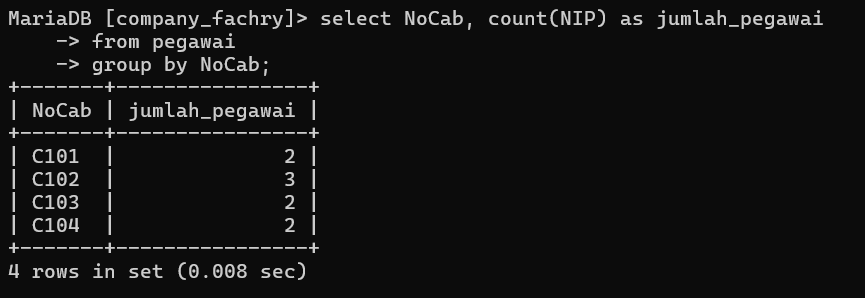 MariaDB [company_fachry]> select NoCab, count(NIP) as jumlah_pegawai
    -> from pegawai
    -> group by NoCab;
+-------+----------------+
| NoCab | jumlah_pegawai |
+-------+----------------+
| C101  |              2 |
| C102  |              3 |
| C103  |              2 |
| C104  |              2 |
+-------+----------------+
4 rows in set (0.008 sec)